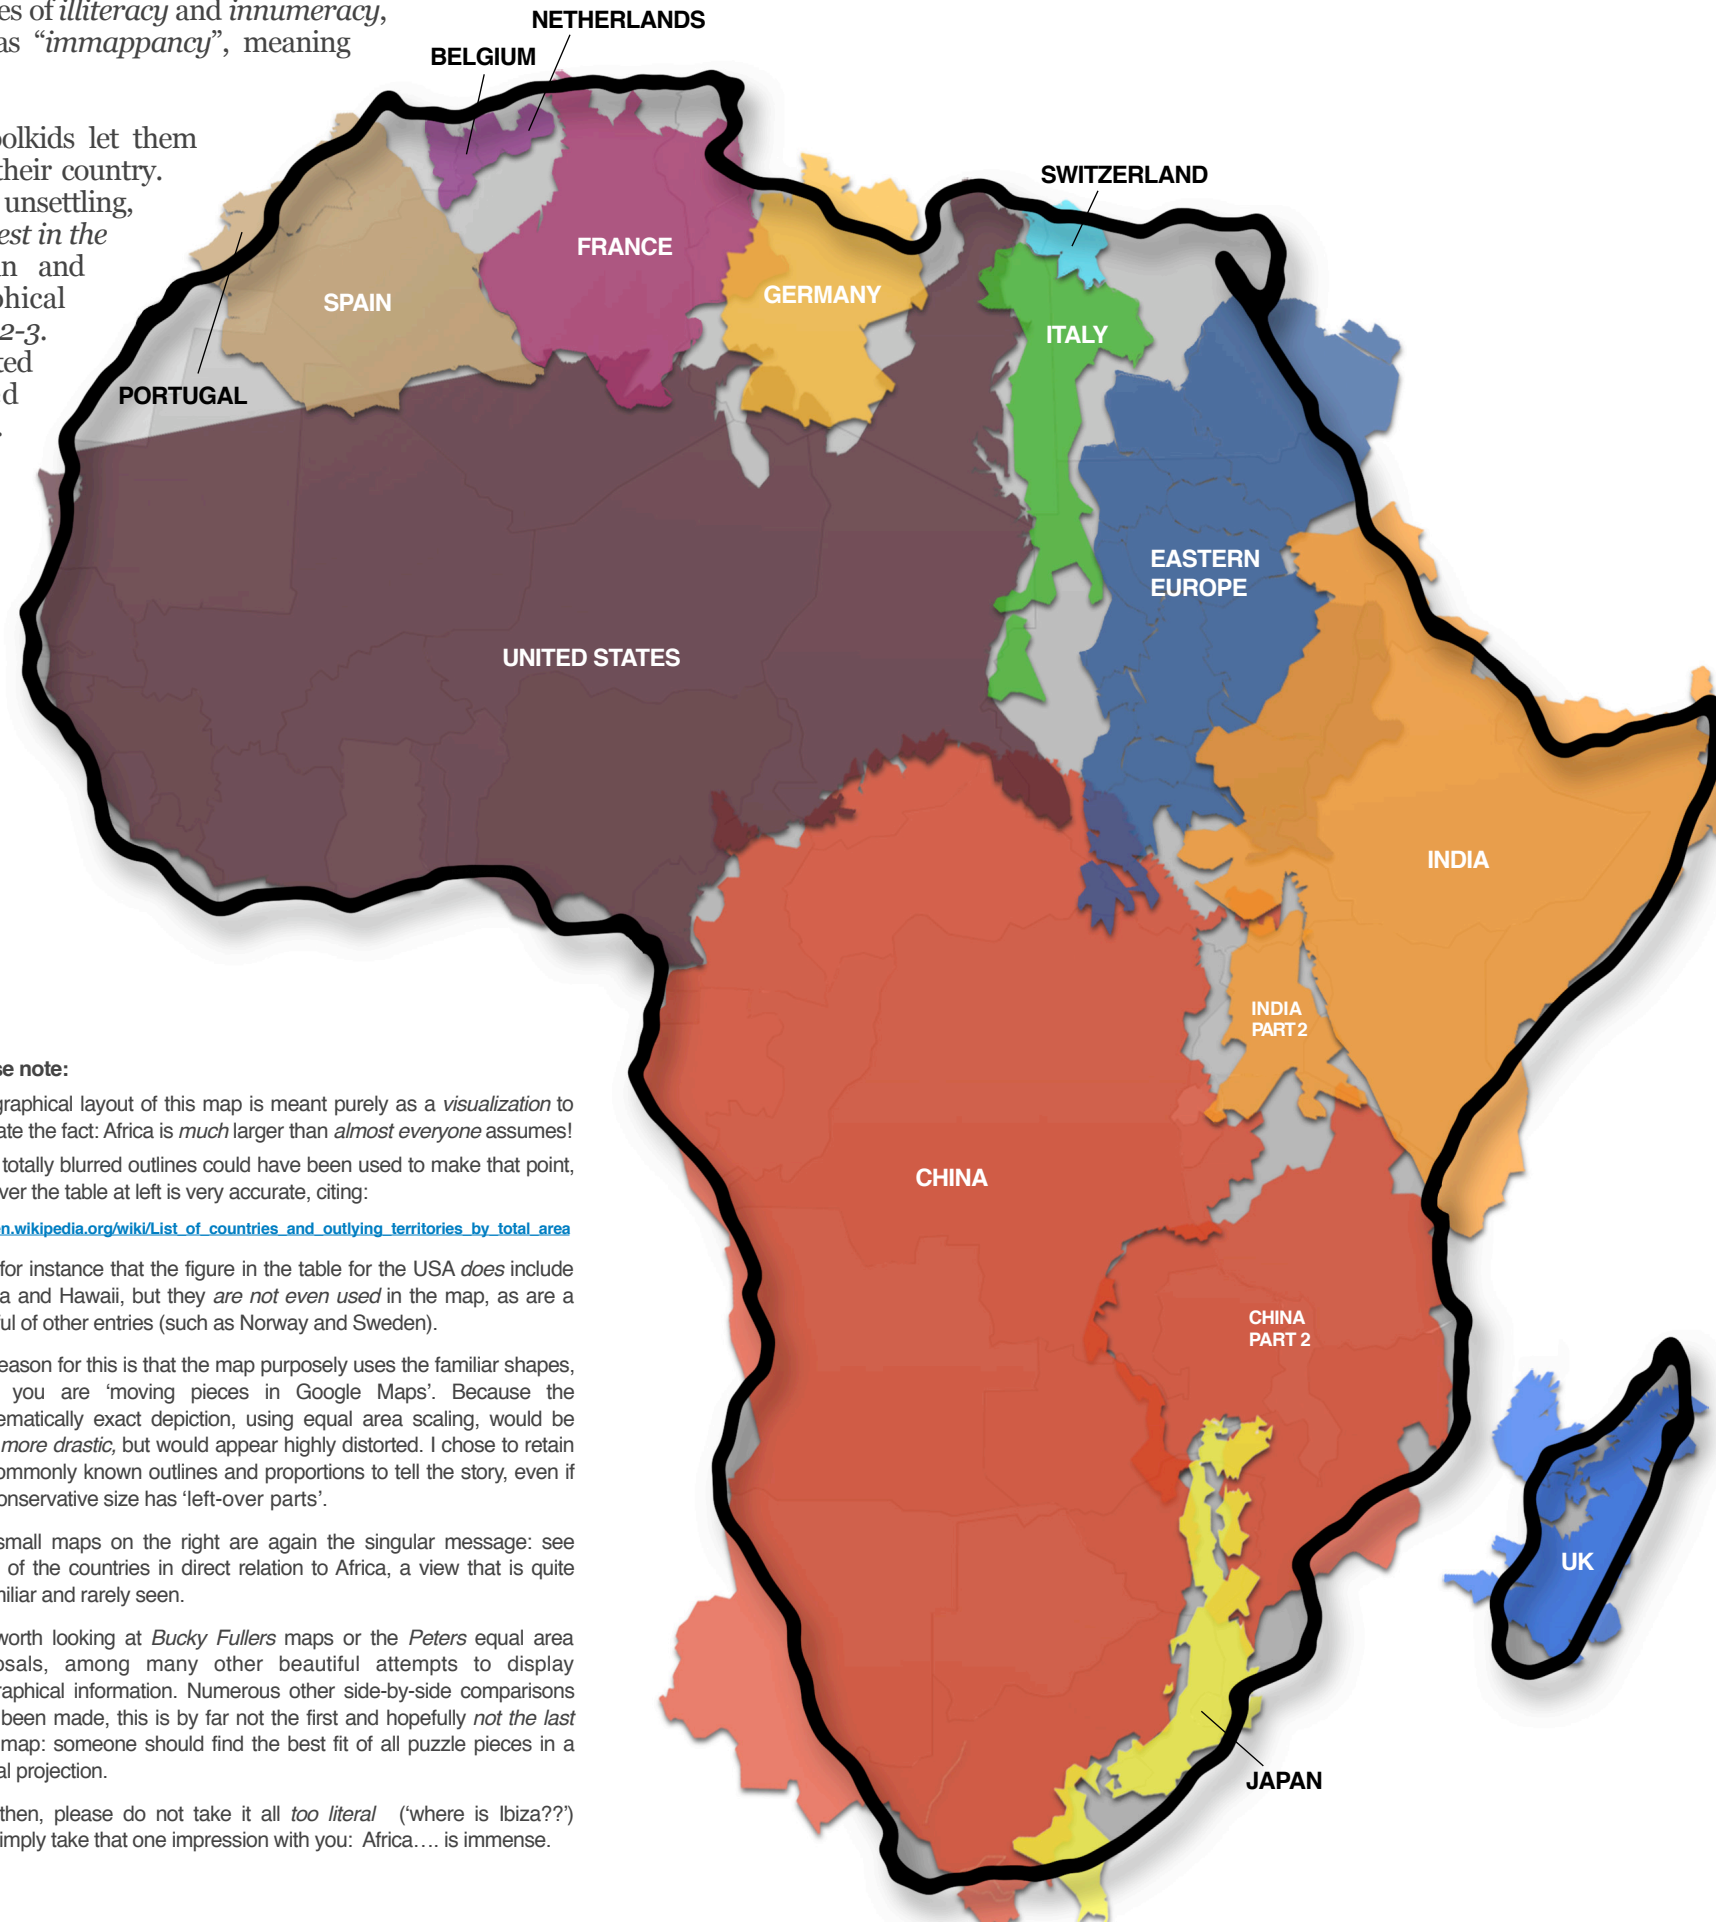 es of illiteracy and innumeracy,
as “immappancy”, meaning
olkids let them
their country.
unsettling,
est in the
n and
phical
2-3.
ted
d
.
NETHERLANDS
BELGIUM
SWITZERLAND
FRANCE
GERMANY
SPAIN
ITALY
PORTUGAL
EASTERN
EUROPE
UNITED STATES
INDIA
INDIA
PART 2
CHINA
CHINA
PART 2
UK
JAPAN
se note:
graphical layout of this map is meant purely as a visualization to
ate the fact: Africa is much larger than almost everyone assumes!
totally blurred outlines could have been used to make that point,
ver the table at left is very accurate, citing:
en.wikipedia.org/wiki/List_of_countries_and_outlying_territories_by_total_area
for instance that the figure in the table for the USA does include
a and Hawaii, but they are not even used in the map, as are a
ful of other entries (such as Norway and Sweden).
eason for this is that the map purposely uses the familiar shapes,
you are ‘moving pieces in Google Maps’. Because the
ematically exact depiction, using equal area scaling, would be
more drastic, but would appear highly distorted. I chose to retain
ommonly known outlines and proportions to tell the story, even if
onservative size has ‘left-over parts’.
small maps on the right are again the singular message: see
of the countries in direct relation to Africa, a view that is quite
miliar and rarely seen.
worth looking at Bucky Fullers maps or the Peters equal area
osals, among many other beautiful attempts to display
raphical information. Numerous other side-by-side comparisons
been made, this is by far not the first and hopefully not the last
map: someone should find the best fit of all puzzle pieces in a
al projection.
then, please do not take it all too literal (‘where is Ibiza??’)
imply take that one impression with you: Africa…. is immense.